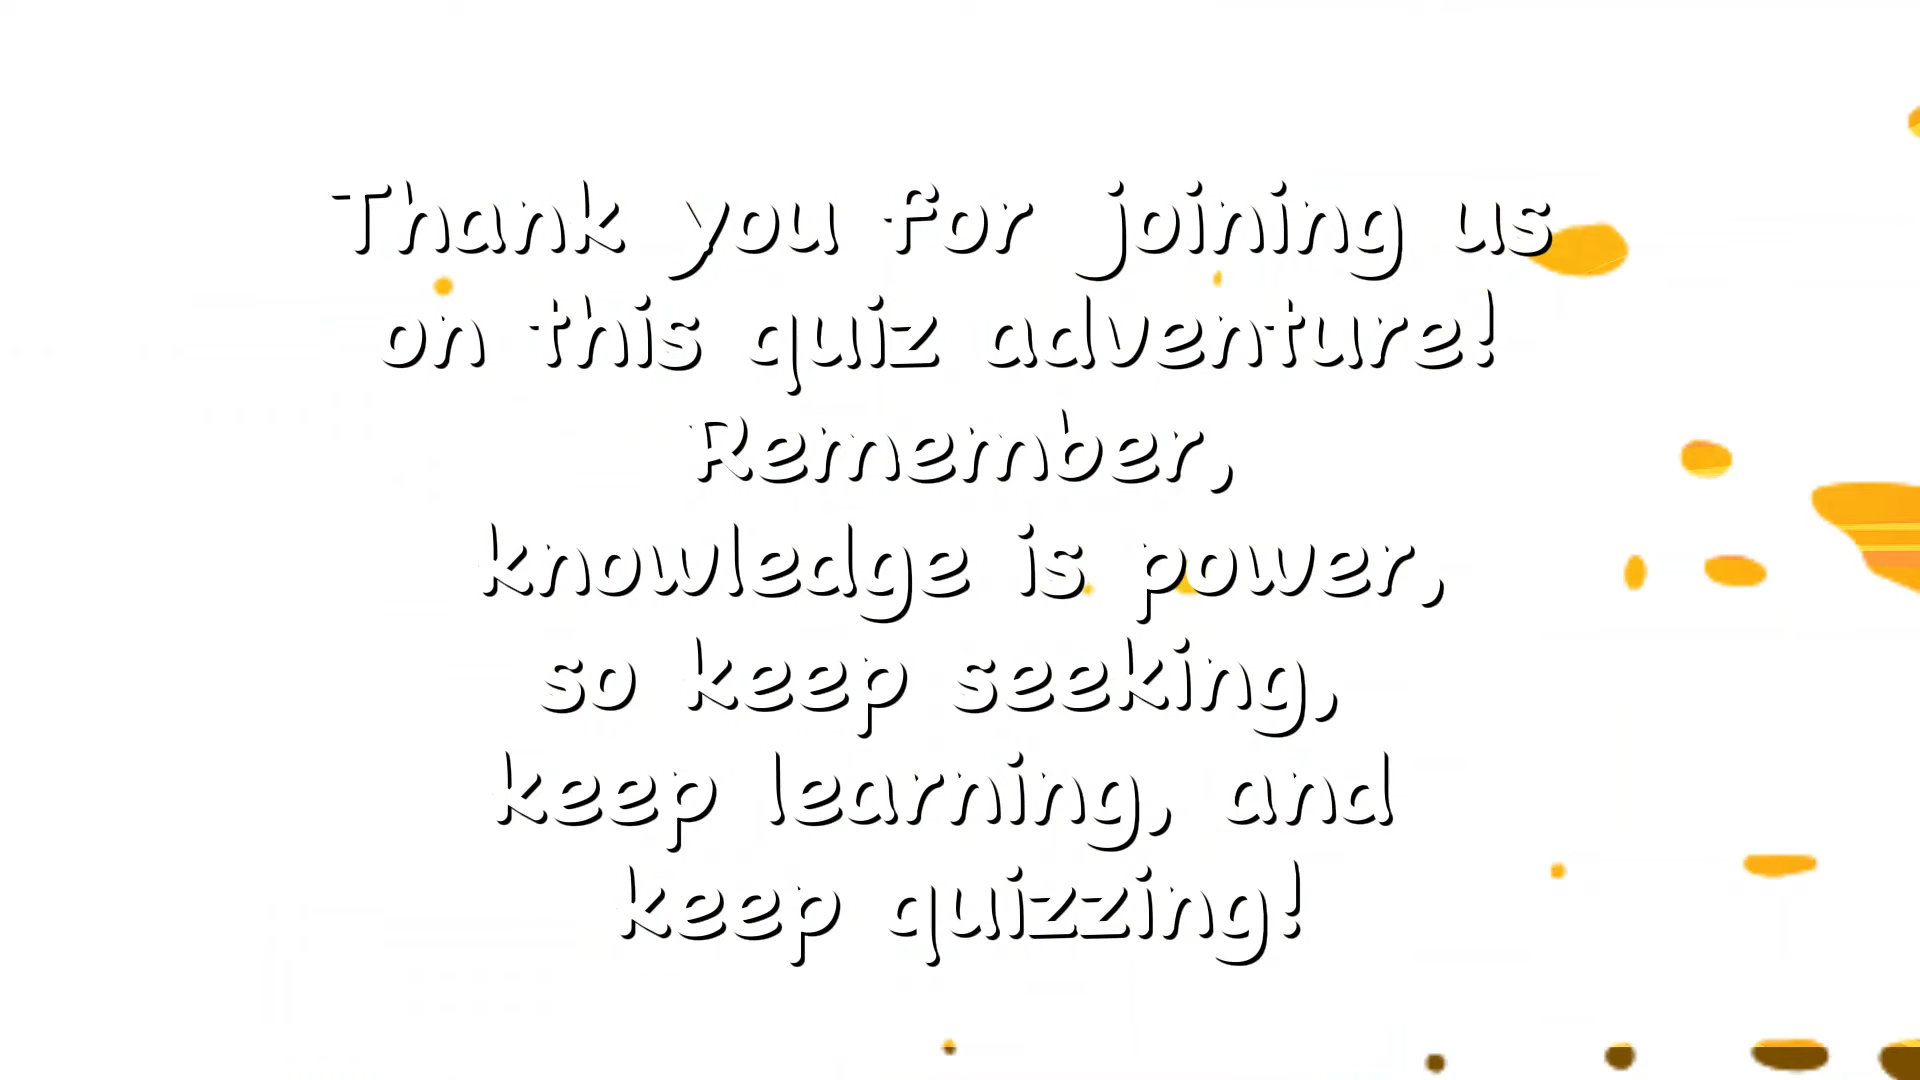 Thank you for joining us
on this quiz adventure!
Remember,
knowledge is power,
so keep seeking,
keep learning, and
keep quizzing!